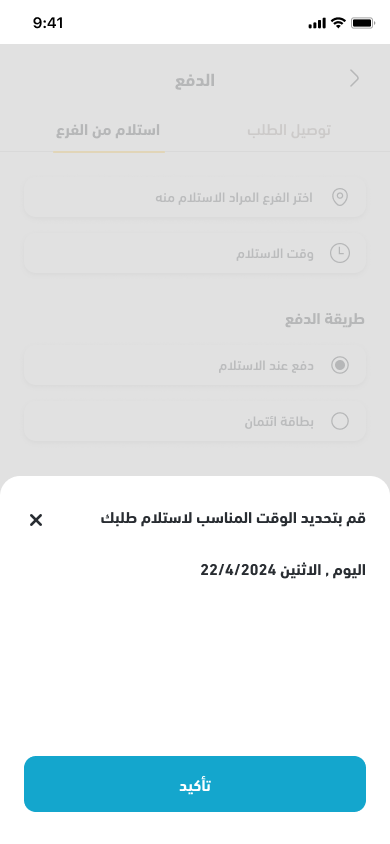 9:41
الدفع
توصيل الطلب
استلام من الفرع
اختر الفرع المراد الاستلام منه
وقت الاستلام
طريقة الدفع
دفع عند الاستلام
بطاقة ائتمان
قم بتحديد الوقت المناسب لاستلام طلبك
اليوم , الاثنين 22/4/2024
تأكيد